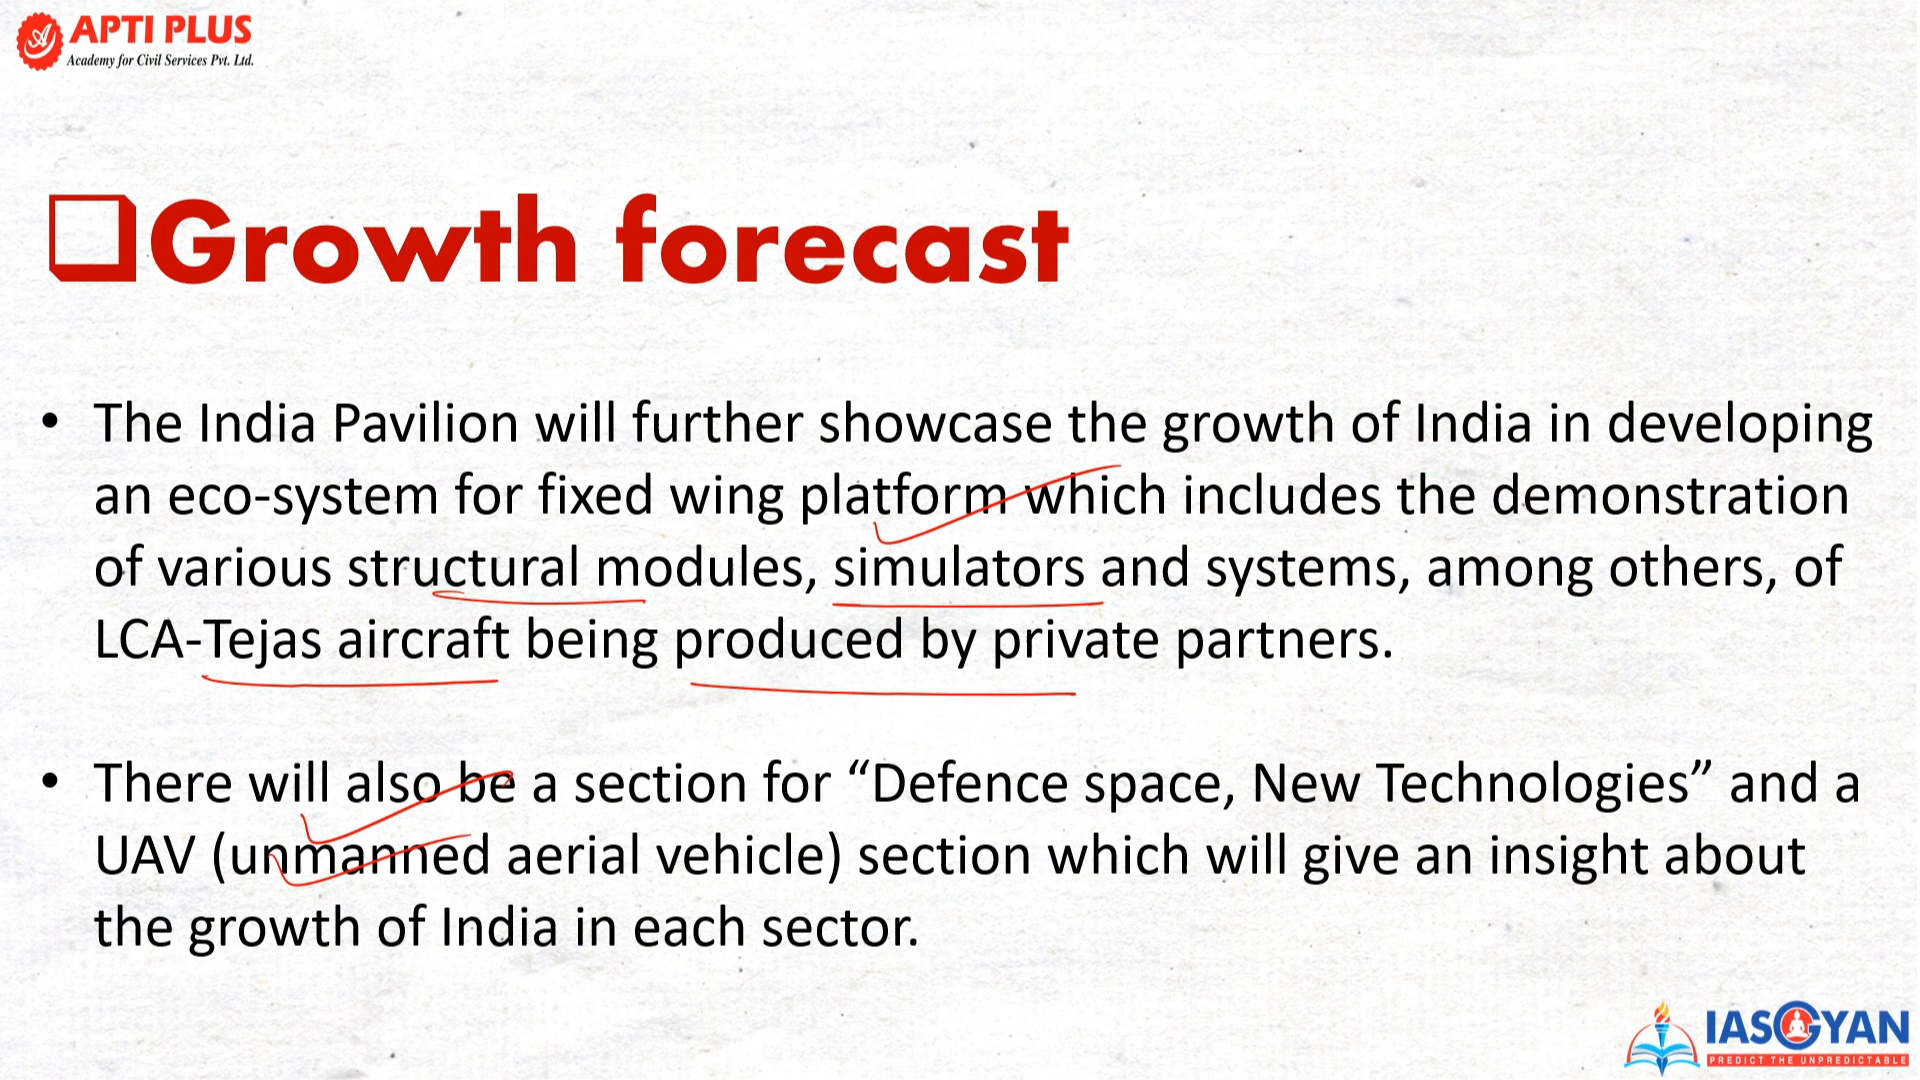 APTI PLUS
Academy for Civil Services Pvt. Ltd.
Growth forecast
• The India Pavilion will further showcase the growth of India in developing
an eco-system for fixed wing platform which includes the demonstration
of various structural modules, simulators and systems, among others, of
LCA-Tejas aircraft being produced by private partners.
• There will also be a section for “Defence space, New Technologies” and a
UAV (unmanned aerial vehicle) section which will give an insight about
the growth of India in each sector.
IASGYAN
PREDICT THE UNPREDICTABLE